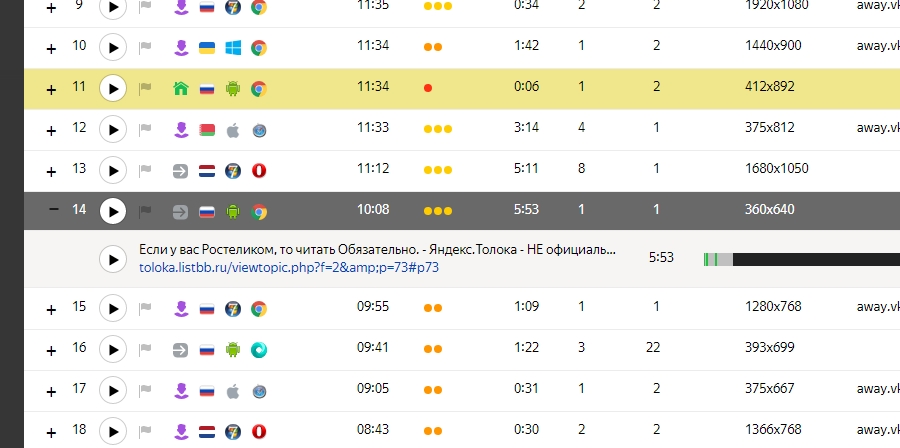 9 11:35 0:34 2 2 1920x1080 away.vk
10 11:34 1:42 1 2 1440x900 away.vk
11 11:34 0:06 1 2 412x892
12 11:33 3:14 4 1 375x812 away.vk
13 11:12 5:11 8 1 1680x1050
14 10:08 5:53 1 1 360x640
Если у вас Ростеликом, то читать Обязательно. - Яндекс.Толока - НЕ официаль... 5:53
toloka.listbb.ru/viewtopic.php?f=2&amp;p=73#p73
15 09:55 1:09 1 1 1280x768 away.vk
16 09:41 1:22 3 22 393x699
17 09:05 0:31 1 2 375x667 away.vk
18 08:43 0:30 2 2 1366x768 away.vk